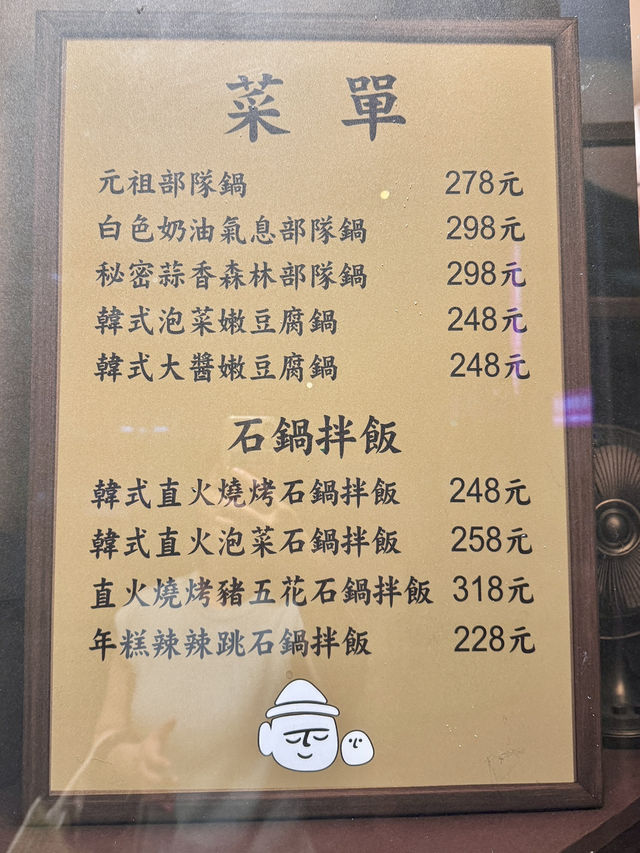 菜單
元祖部隊鍋 278元
白色奶油氣息部隊鍋 298元
秘密蒜香森林部隊鍋 298元
韓式泡菜嫩豆腐鍋 248元
韓式大醬嫩豆腐鍋 248元
石鍋拌飯
韓式直火燒烤石鍋拌飯 248元
韓式直火泡菜石鍋拌飯 258元
直火燒烤豬五花石鍋拌飯 318元
年糕辣辣跳石鍋拌飯 228元